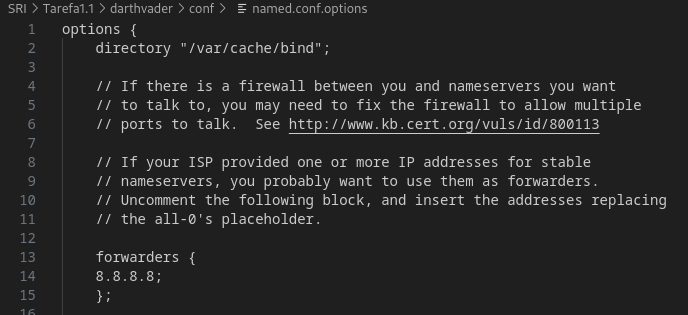 SRI > Tarefa1.1 > darthvader > conf > named.conf.options
1 options {
2 directory "/var/cache/bind";
3
4 // If there is a firewall between you and nameservers you want
5 // to talk to, you may need to fix the firewall to allow multiple
6 // ports to talk.  See http://www.kb.cert.org/vuls/id/800113
7
8 // If your ISP provided one or more IP addresses for stable
9 // nameservers, you probably want to use them as forwarders.
10 // Uncomment the following block, and insert the addresses replacing
11 // the all-0's placeholder.
12
13 forwarders {
14 8.8.8.8;
15 };
16